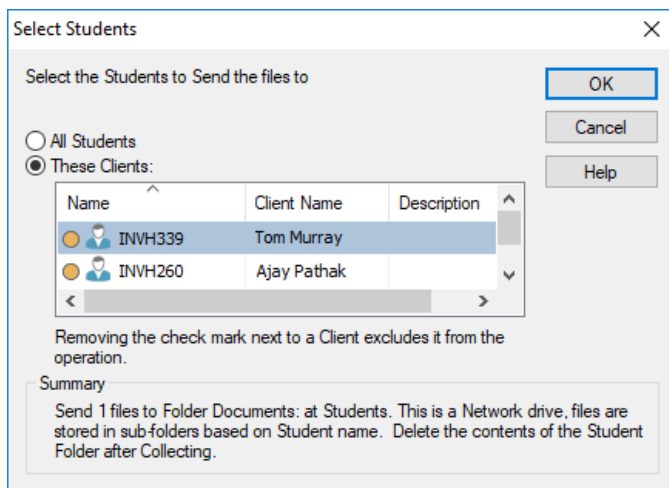 Select Students
Select the Students to Send the files to
OK
Cancel
Help
All Students
These Clients:
Name Client Name Description
INVH339 Tom Murray
INVH260 Ajay Pathak
Removing the check mark next to a Client excludes it from the
operation.
Summary
Send 1 files to Folder Documents: at Students. This is a Network drive, files are
stored in sub-folders based on Student name.  Delete the contents of the Student
Folder after Collecting.